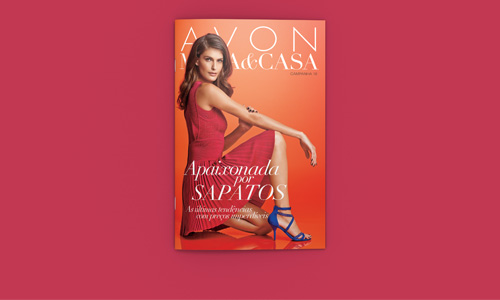 AVON
MODA&CASA
Apaixonada
por
SAPATOS
As últimas tendências
com preços imperdíveis